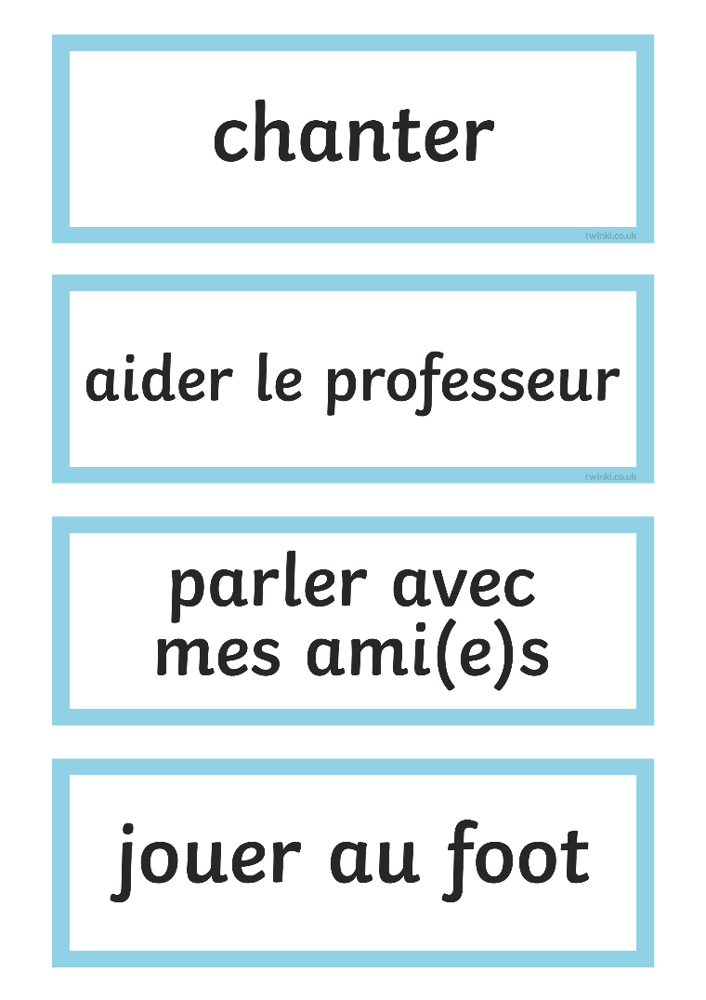 chanter
twinkl.co.uk
aider le professeur
twinkl.co.uk
parler avec
mes ami(e)s
jouer au foot